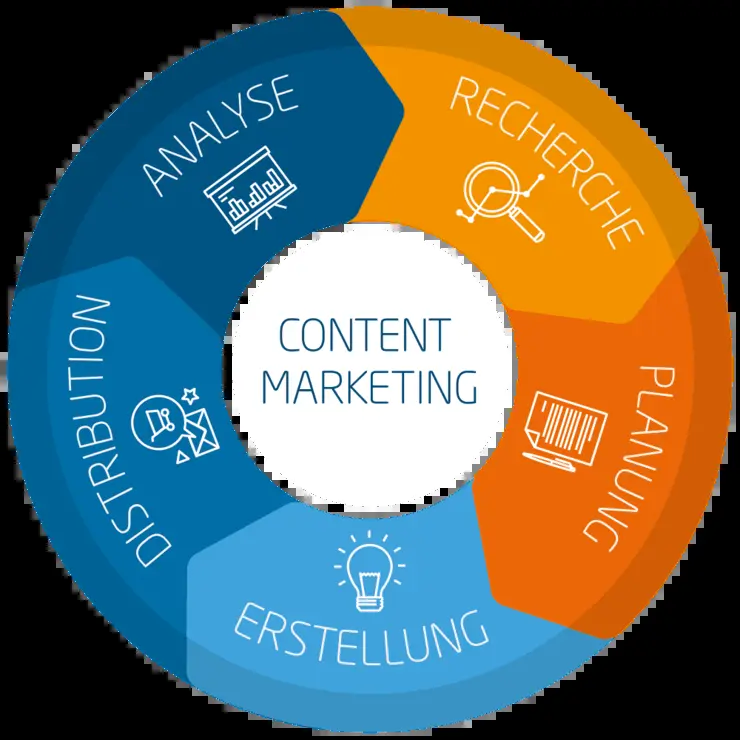 CONTENT
MARKETING
RECHERCHE
PLANUNG
ERSTELLUNG
DISTRIBUTION
ANALYSE